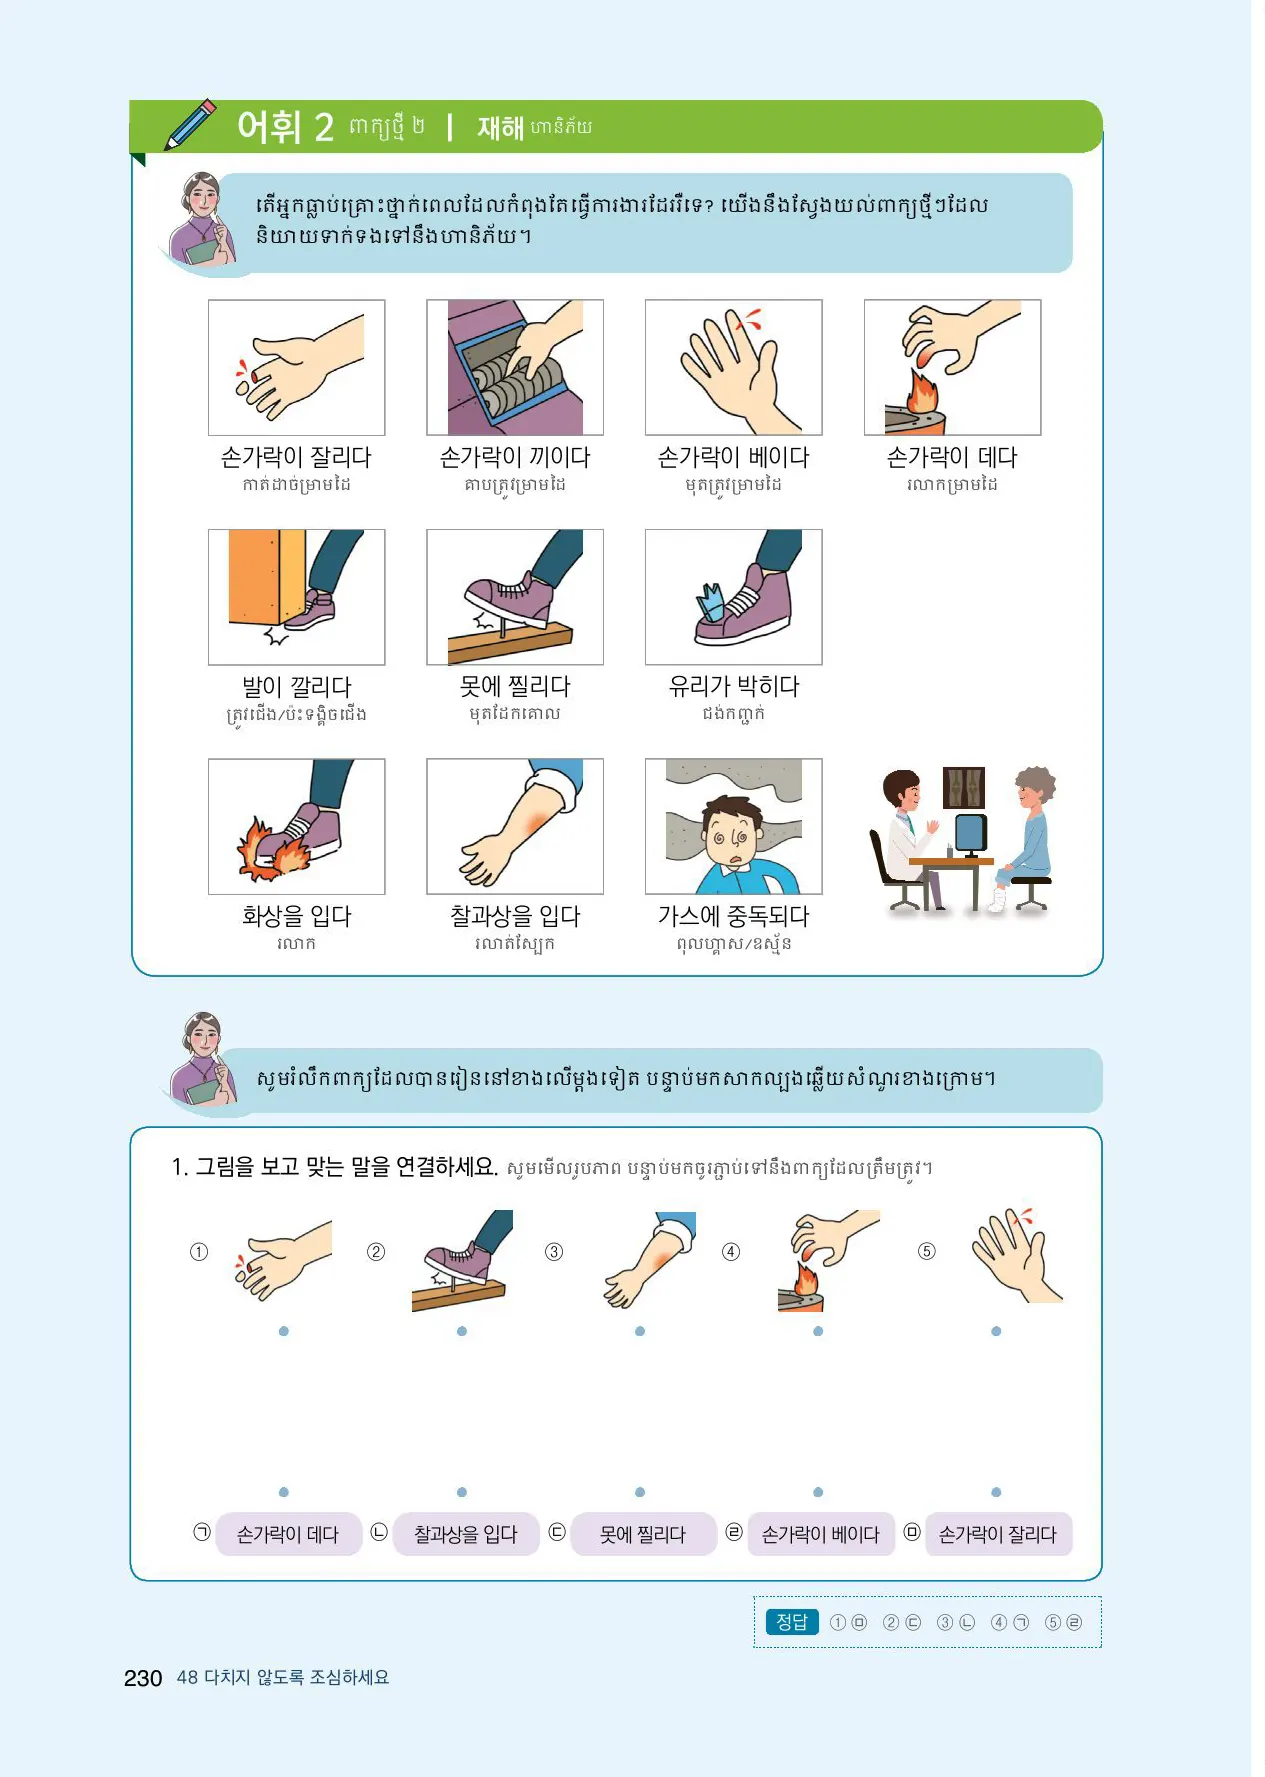 어휘 2 ពាក្យថ្មី ២ | 재해 ហានិភ័យ
តើអ្នកធ្លាប់គ្រោះថ្នាក់ពេលដែលកំពុងតែធ្វើការងារដែរឬទេ? យើងនឹងស្វែងយល់ពាក្យថ្មីៗដែល
និយាយទាក់ទងទៅនឹងហានិភ័យ។
손가락이 잘리다 손가락이 끼이다 손가락이 베이다 손가락이 데다
កាត់ដាច់ម្រាមដៃ គាបត្រូវម្រាមដៃ មុតត្រូវម្រាមដៃ រលាកម្រាមដៃ
발이 깔리다 못에 찔리다 유리가 박히다
ត្រូវជើង/ប៉ះទង្គិចជើង មុតដែកគោល ជង់កញ្ជក់
화상을 입다 찰과상을 입다 가스에 중독되다
រលាក រលាត់ស្បែក ពុលហ្គាស/ឧស្ម័ន
សូមរំលឹកពាក្យដែលបានរៀននៅខាងលើម្តងទៀត បន្ទាប់មកសាកល្បងឆ្លើយសំណួរខាងក្រោម។
1. 그림을 보고 맞는 말을 연결하세요. សូមមើលរូបភាព បន្ទាប់មកចូរភ្ជាប់ទៅនឹងពាក្យដែលត្រឹមត្រូវ។
① ② ③ ④ ⑤
㉠ 손가락이 데다 ㉡ 찰과상을 입다 ㉢ 못에 찔리다 ㉣ 손가락이 베이다 ㉤ 손가락이 잘리다
정답 ①㉤ ②㉢ ③㉡ ④㉠ ⑤㉣
230 48 다치지 않도록 조심하세요